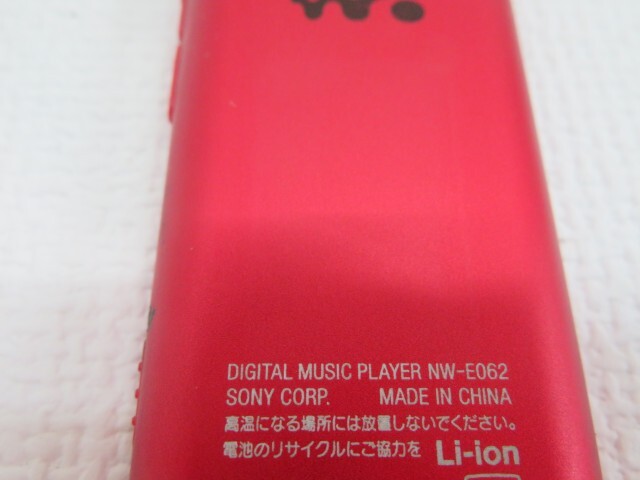 DIGITAL MUSIC PLAYER NW-E062
SONY CORP. MADE IN CHINA
高温になる場所には放置しないでください。
電池のリサイクルにご協力を Li-ion